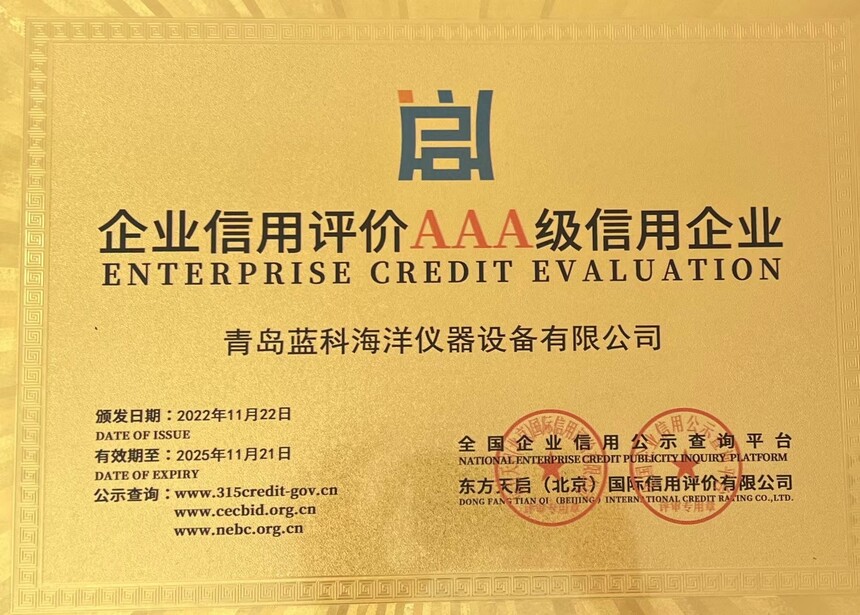 企业信用评价AAA级信用企业
ENTERPRISE CREDIT EVALUATION
青岛蓝科海洋仪器设备有限公司
颁发日期：2022年11月22日
DATE OF ISSUE
有效期至：2025年11月21日
DATE OF EXPIRY
公示查询：www.315credit-gov.cn
www.cecbid.org.cn
www.nebc.org.cn
全国企业信用公示查询平台
NATIONAL ENTERPRISE CREDIT PUBLICITY INQUIRY PLATFORM
东方天启（北京）国际信用评价有限公司
DONG FANG TIAN QI （BEIJING） INTERNATIONAL CREDIT RATING CO.,LTD.